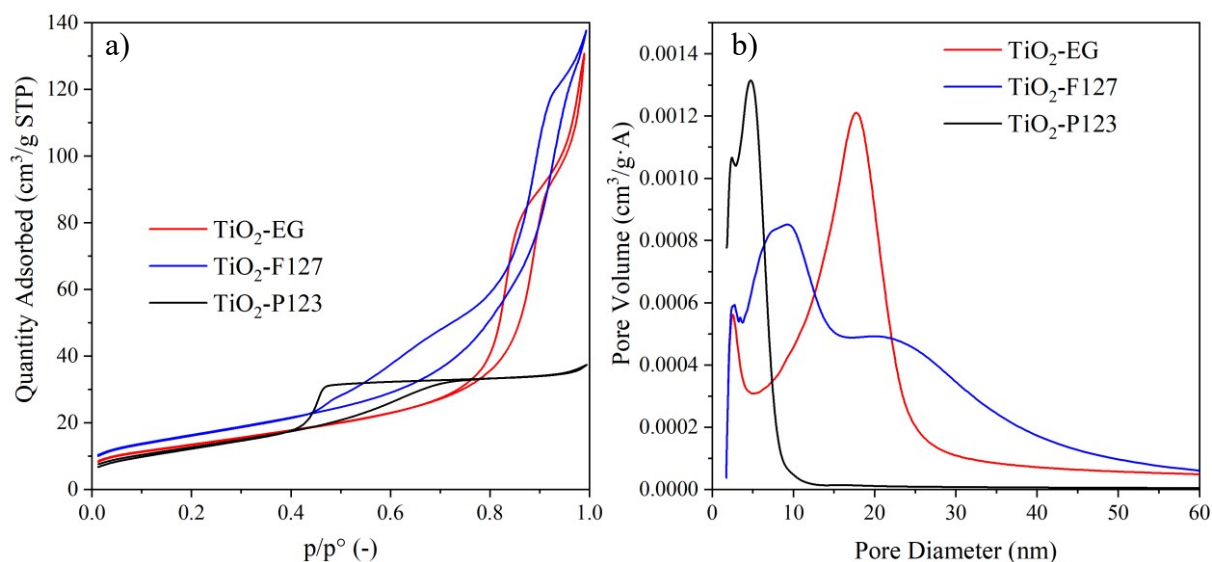 a)
140
120
100
80
60
40
20
0
Quantity Adsorbed (cm³/g STP)
TiO₂-EG
TiO₂-F127
TiO₂-P123
0.0 0.2 0.4 0.6 0.8 1.0
p/p° (-)
b)
0.0014
0.0012
0.0010
0.0008
0.0006
0.0004
0.0002
0.0000
Pore Volume (cm³/g·A)
TiO₂-EG
TiO₂-F127
TiO₂-P123
0 10 20 30 40 50 60
Pore Diameter (nm)